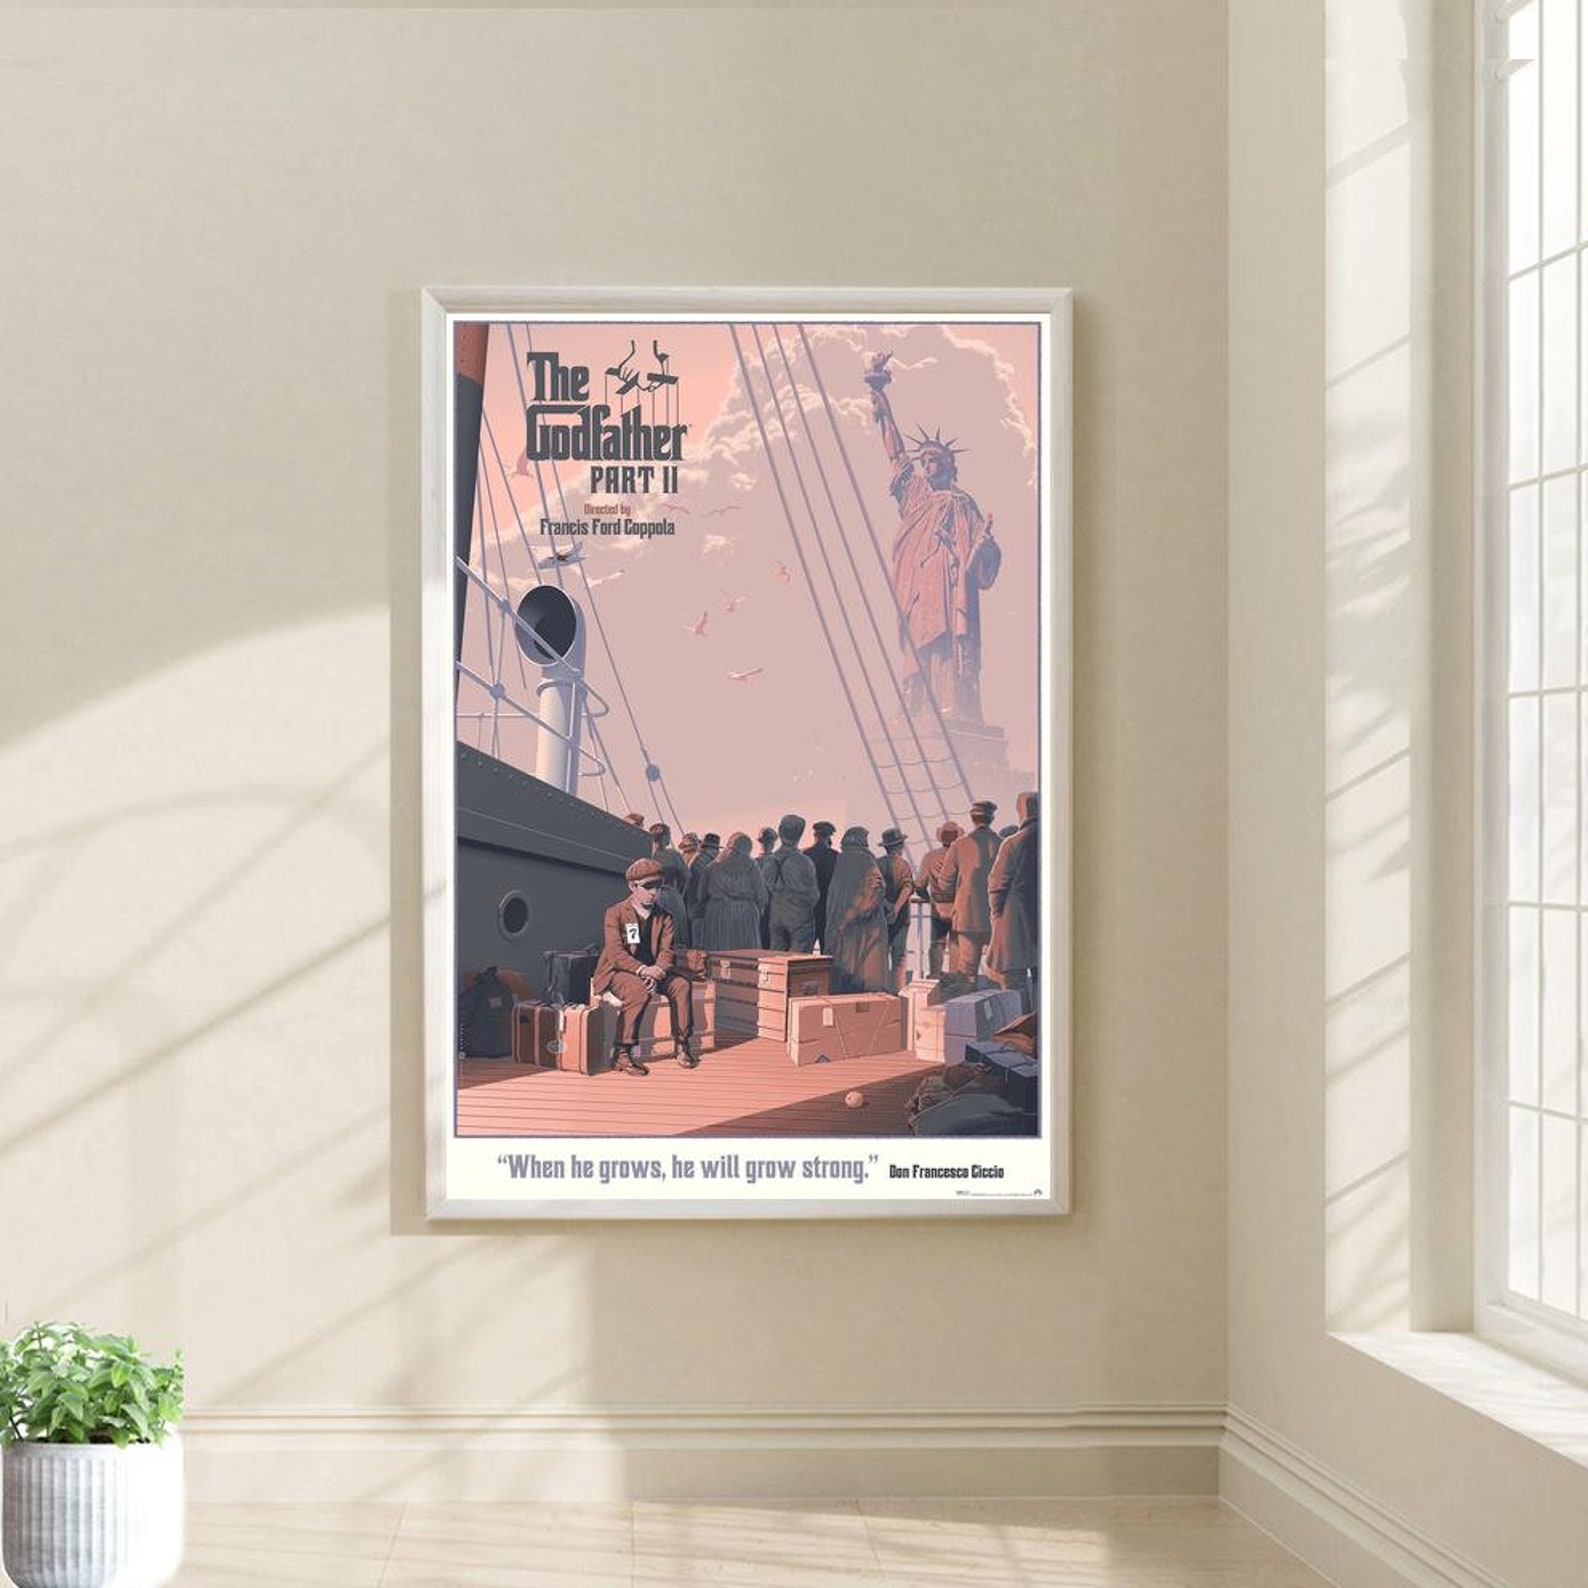 The
Godfather
PART II
Directed by
Francis Ford Coppola
7
“When he grows, he will grow strong.” Don Francesco Ciccio